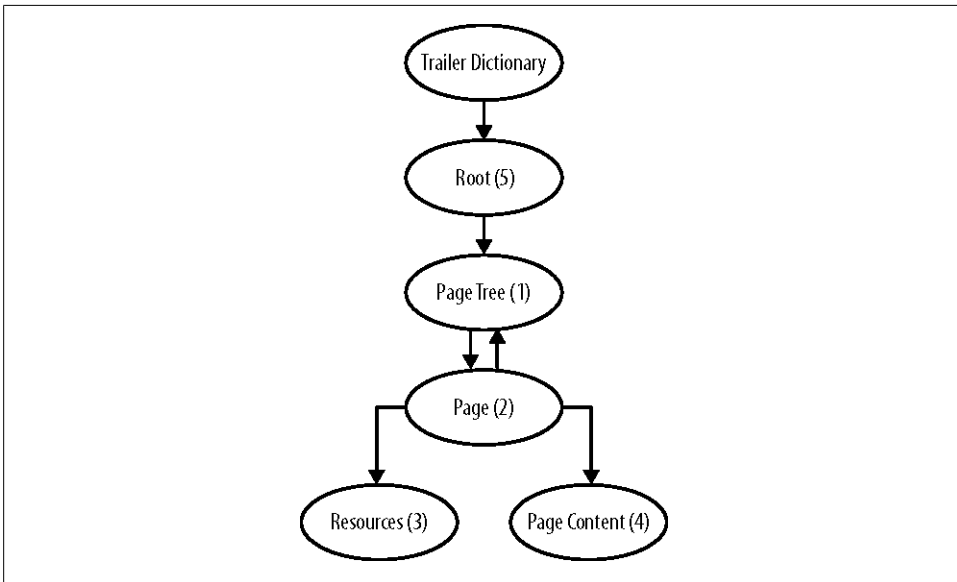 Trailer Dictionary
Root (5)
Page Tree (1)
Page (2)
Resources (3)
Page Content (4)